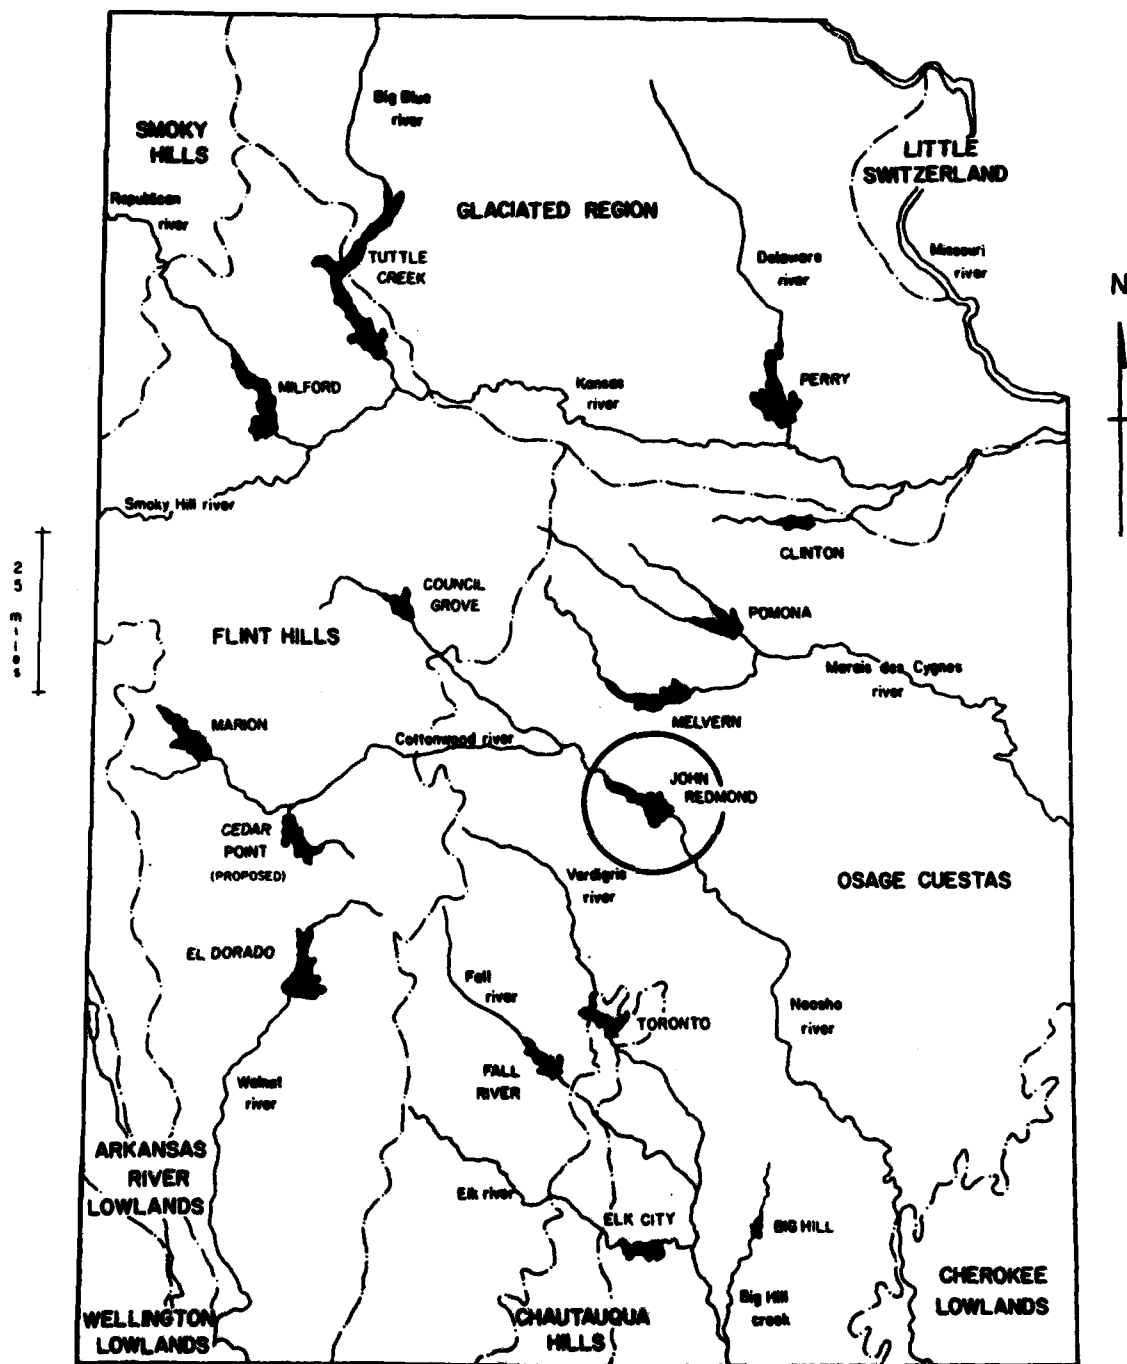 Big Blue
river
SMOKY
HILLS
LITTLE
SWITZERLAND
Republican
river
GLACIATED REGION
TUTTLE
CREEK
Delaware
river
Missouri
river
N
MILFORD
Kansas
river
PERRY
Smoky Hill river
CLINTON
25 miles
COUNCIL
GROVE
FLINT HILLS
POMONA
Marais des Cygnes
river
MELVERN
MARION
Cottonwood river
JOHN
REDMOND
CEDAR
POINT
(PROPOSED)
Verdigris
river
OSAGE CUESTAS
EL DORADO
Fall
river
Neosho
river
TORONTO
FALL
RIVER
Walnut
river
ARKANSAS
RIVER
LOWLANDS
Elk river
ELK CITY
BIG HILL
CHEROKEE
LOWLANDS
Big Hill
creek
WELLINGTON
LOWLANDS
CHAUTAUQUA
HILLS